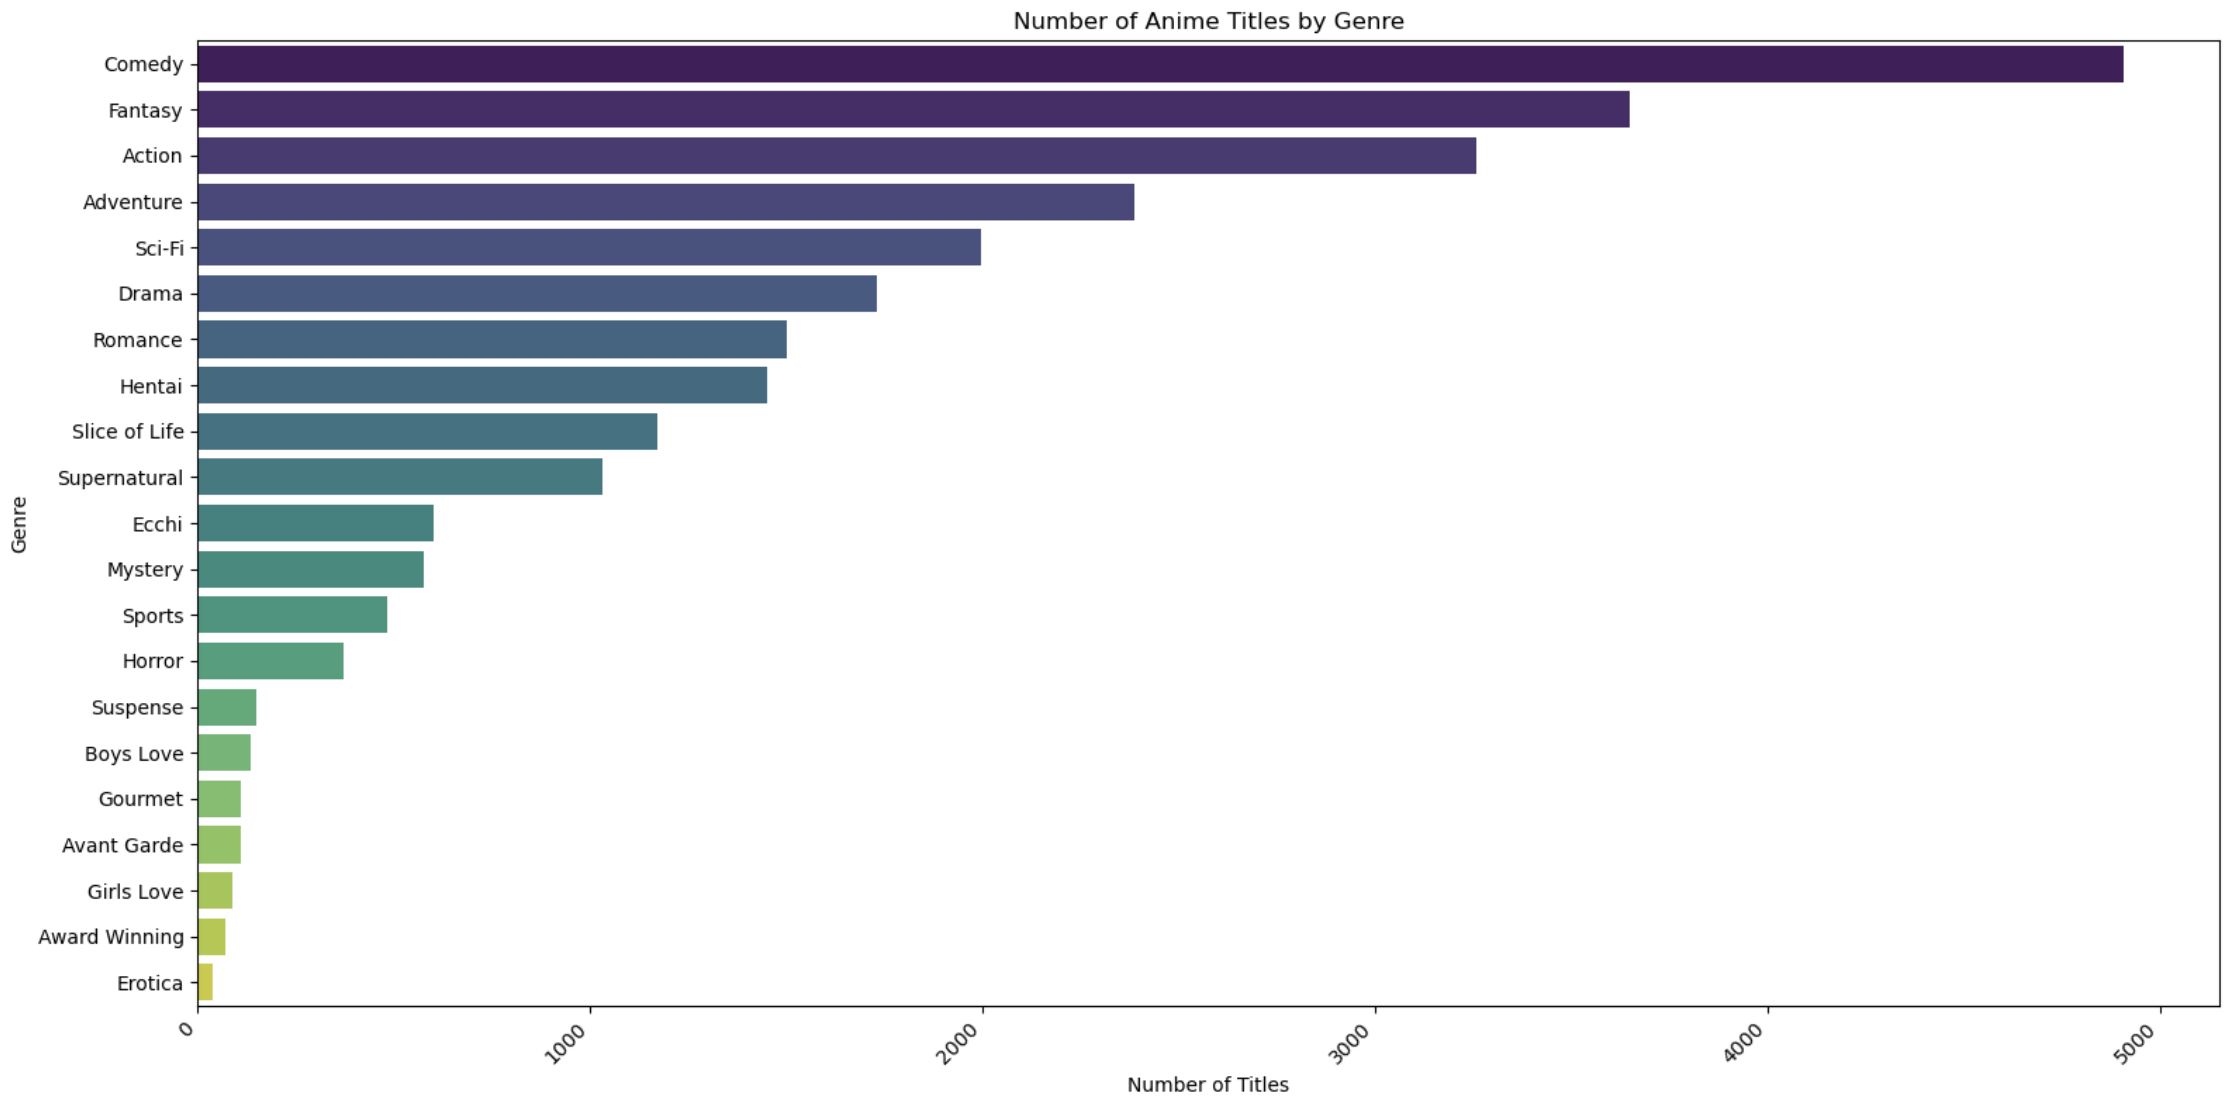 Number of Anime Titles by Genre
Comedy
Fantasy
Action
Adventure
Sci-Fi
Drama
Romance
Hentai
Slice of Life
Supernatural
Ecchi
Mystery
Sports
Horror
Suspense
Boys Love
Gourmet
Avant Garde
Girls Love
Award Winning
Erotica
Genre
0
1000
2000
3000
4000
5000
Number of Titles